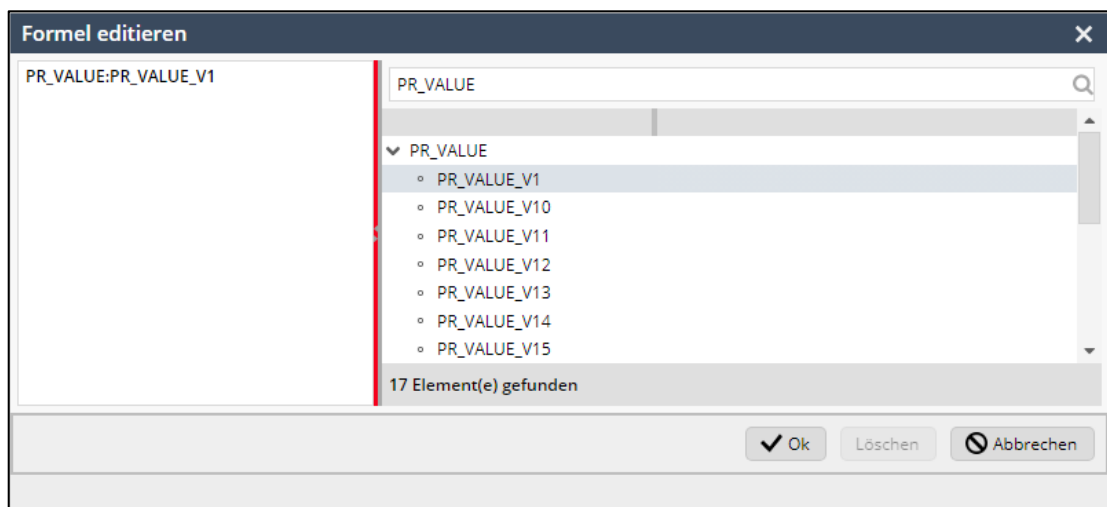 Formel editieren
PR_VALUE:PR_VALUE_V1
PR_VALUE
PR_VALUE
PR_VALUE_V1
PR_VALUE_V10
PR_VALUE_V11
PR_VALUE_V12
PR_VALUE_V13
PR_VALUE_V14
PR_VALUE_V15
17 Element(e) gefunden
Ok Löschen Abbrechen